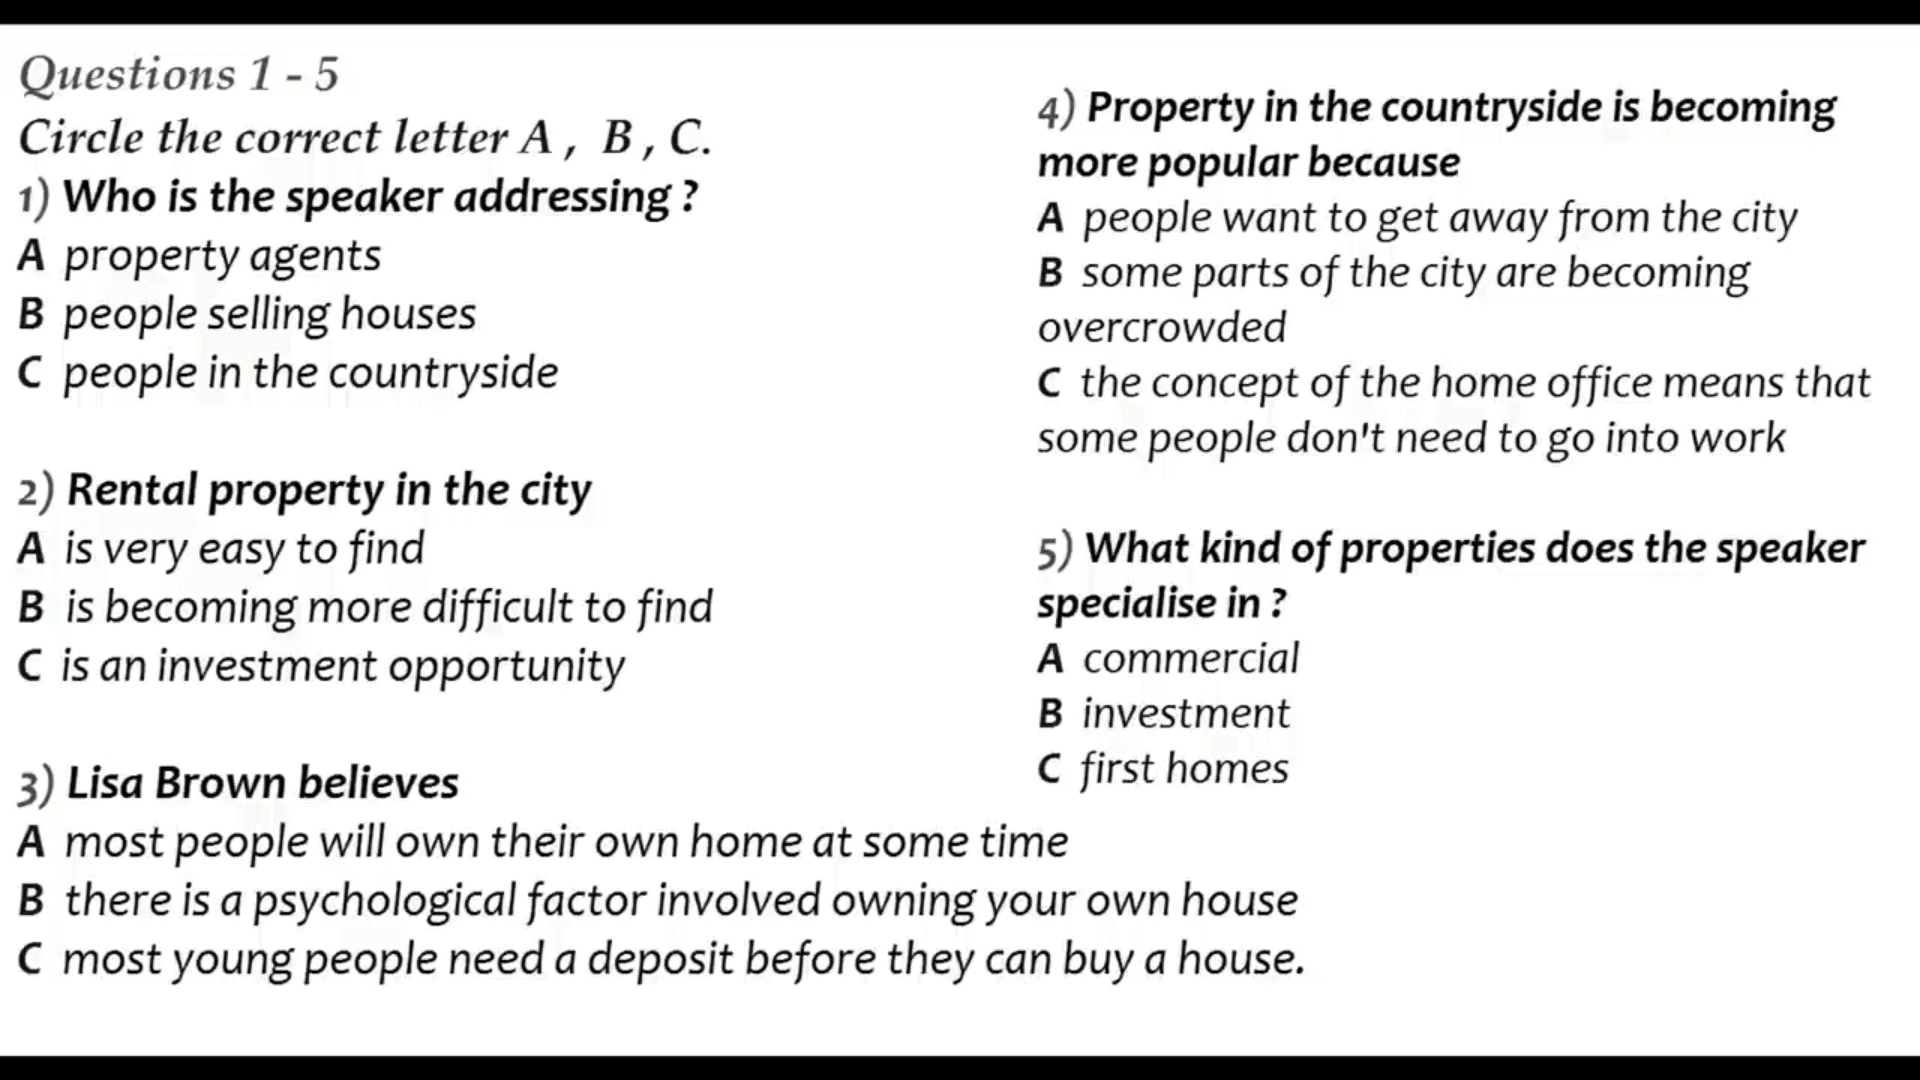 Questions 1 - 5
Circle the correct letter A , B , C.
1) Who is the speaker addressing ?
A property agents
B people selling houses
C people in the countryside
2) Rental property in the city
A is very easy to find
B is becoming more difficult to find
C is an investment opportunity
3) Lisa Brown believes
A most people will own their own home at some time
B there is a psychological factor involved owning your own house
C most young people need a deposit before they can buy a house.
4) Property in the countryside is becoming
more popular because
A people want to get away from the city
B some parts of the city are becoming
overcrowded
C the concept of the home office means that
some people don't need to go into work
5) What kind of properties does the speaker
specialise in ?
A commercial
B investment
C first homes